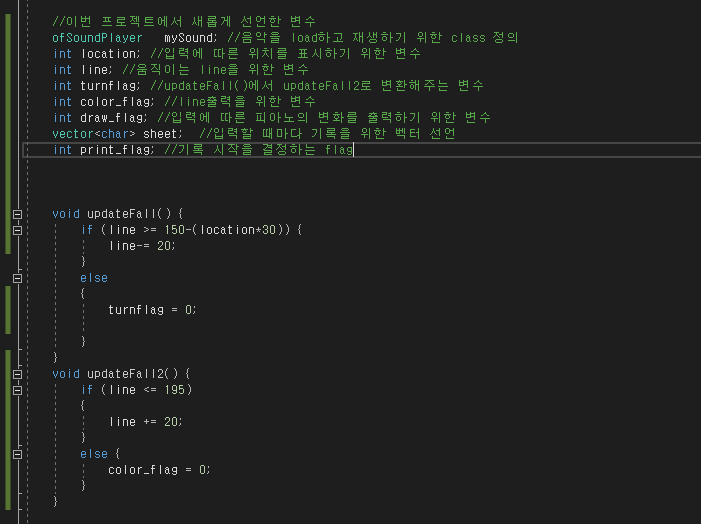 //이번 프로젝트에서 새롭게 선언한 변수
ofSoundPlayer mySound; //음악을 load하고 재생하기 위한 class 정의
int location; //입력에 따른 위치를 표시하기 위한 변수
int line; //움직이는 line을 위한 변수
int turnflag; //updateFall()에서 updateFall2로 변환해주는 변수
int color_flag; //line출력을 위한 변수
int draw_flag; //입력에 따른 피아노의 변화를 출력하기 위한 변수
vector<char> sheet; //입력할 때마다 기록을 위한 벡터 선언
int print_flag; //기록 시작을 결정하는 flag
void updateFall() {
if (line >= 150-(location*30)) {
line-= 20;
}
else
{
turnflag = 0;
}
}
void updateFall2() {
if (line <= 195)
{
line += 20;
}
else {
color_flag = 0;
}
}